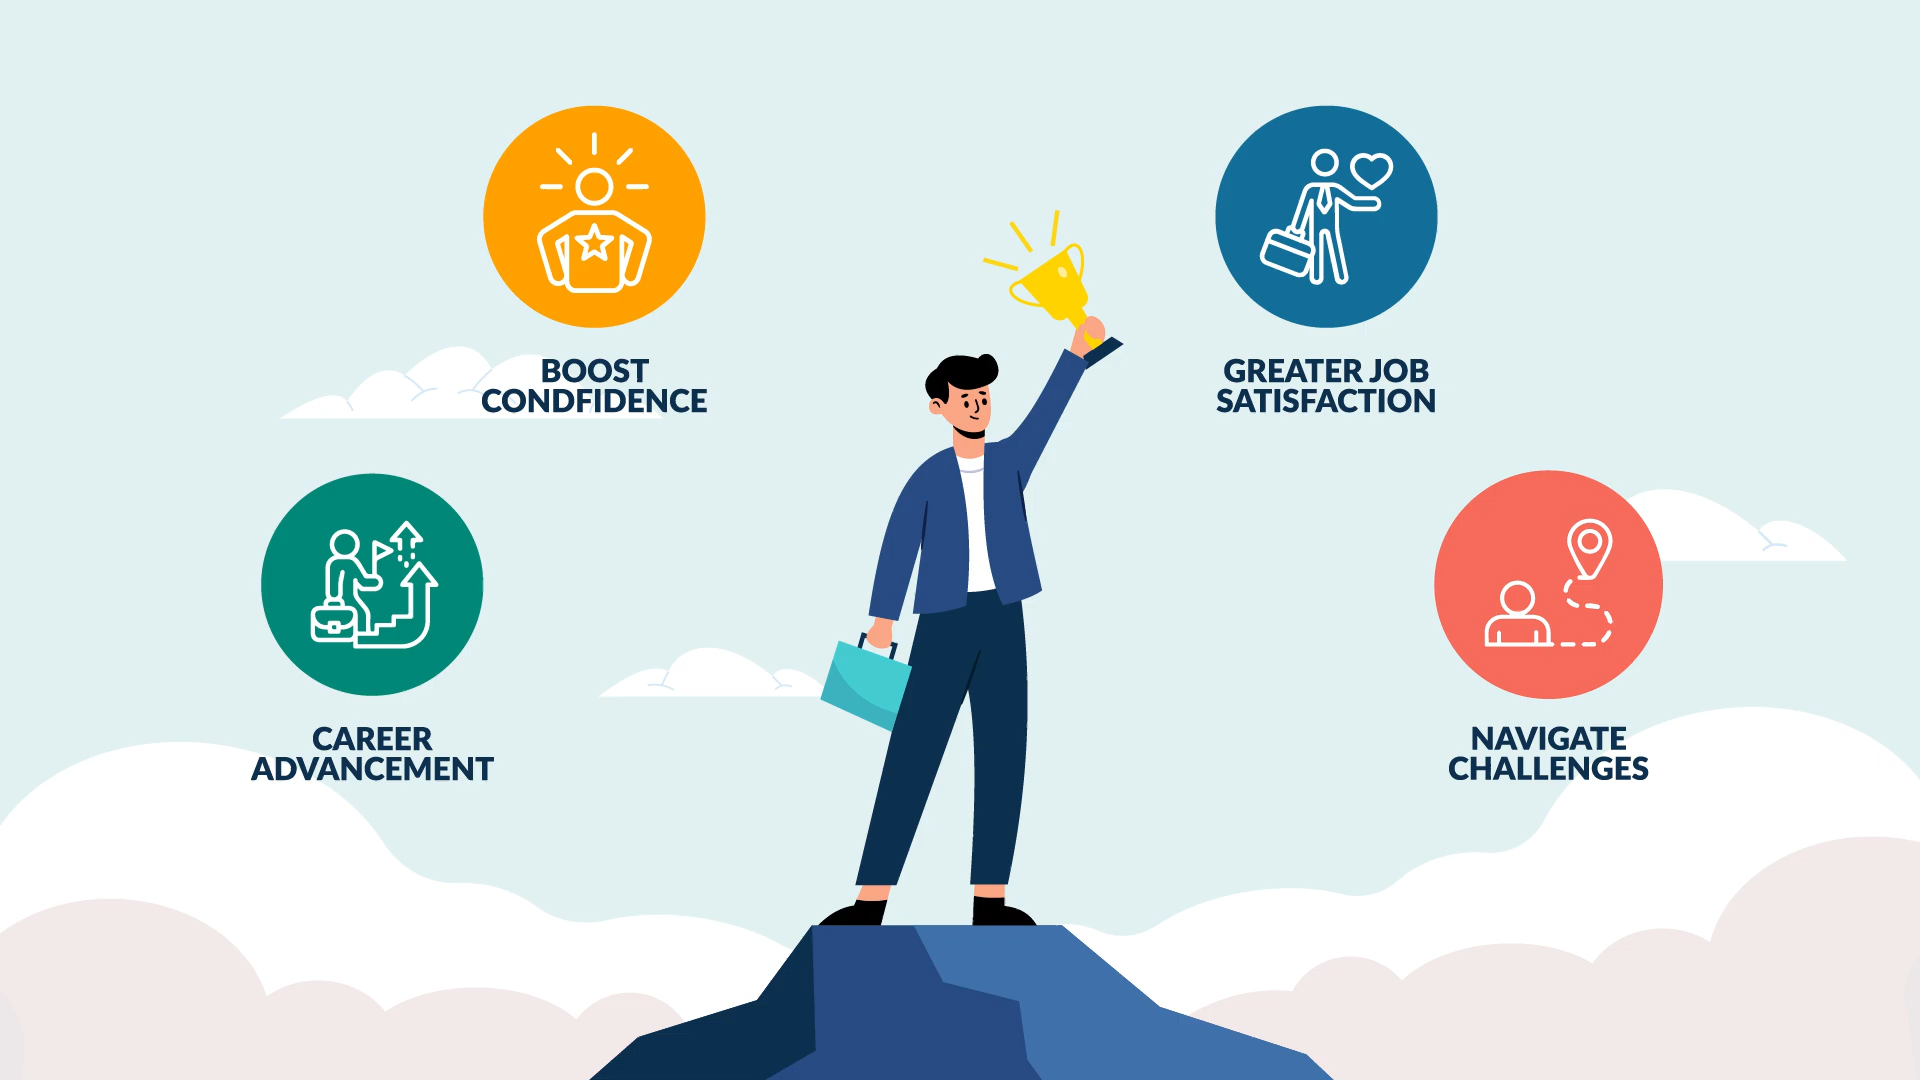 BOOST
CONDFIDENCE
GREATER JOB
SATISFACTION
CAREER
ADVANCEMENT
NAVIGATE
CHALLENGES